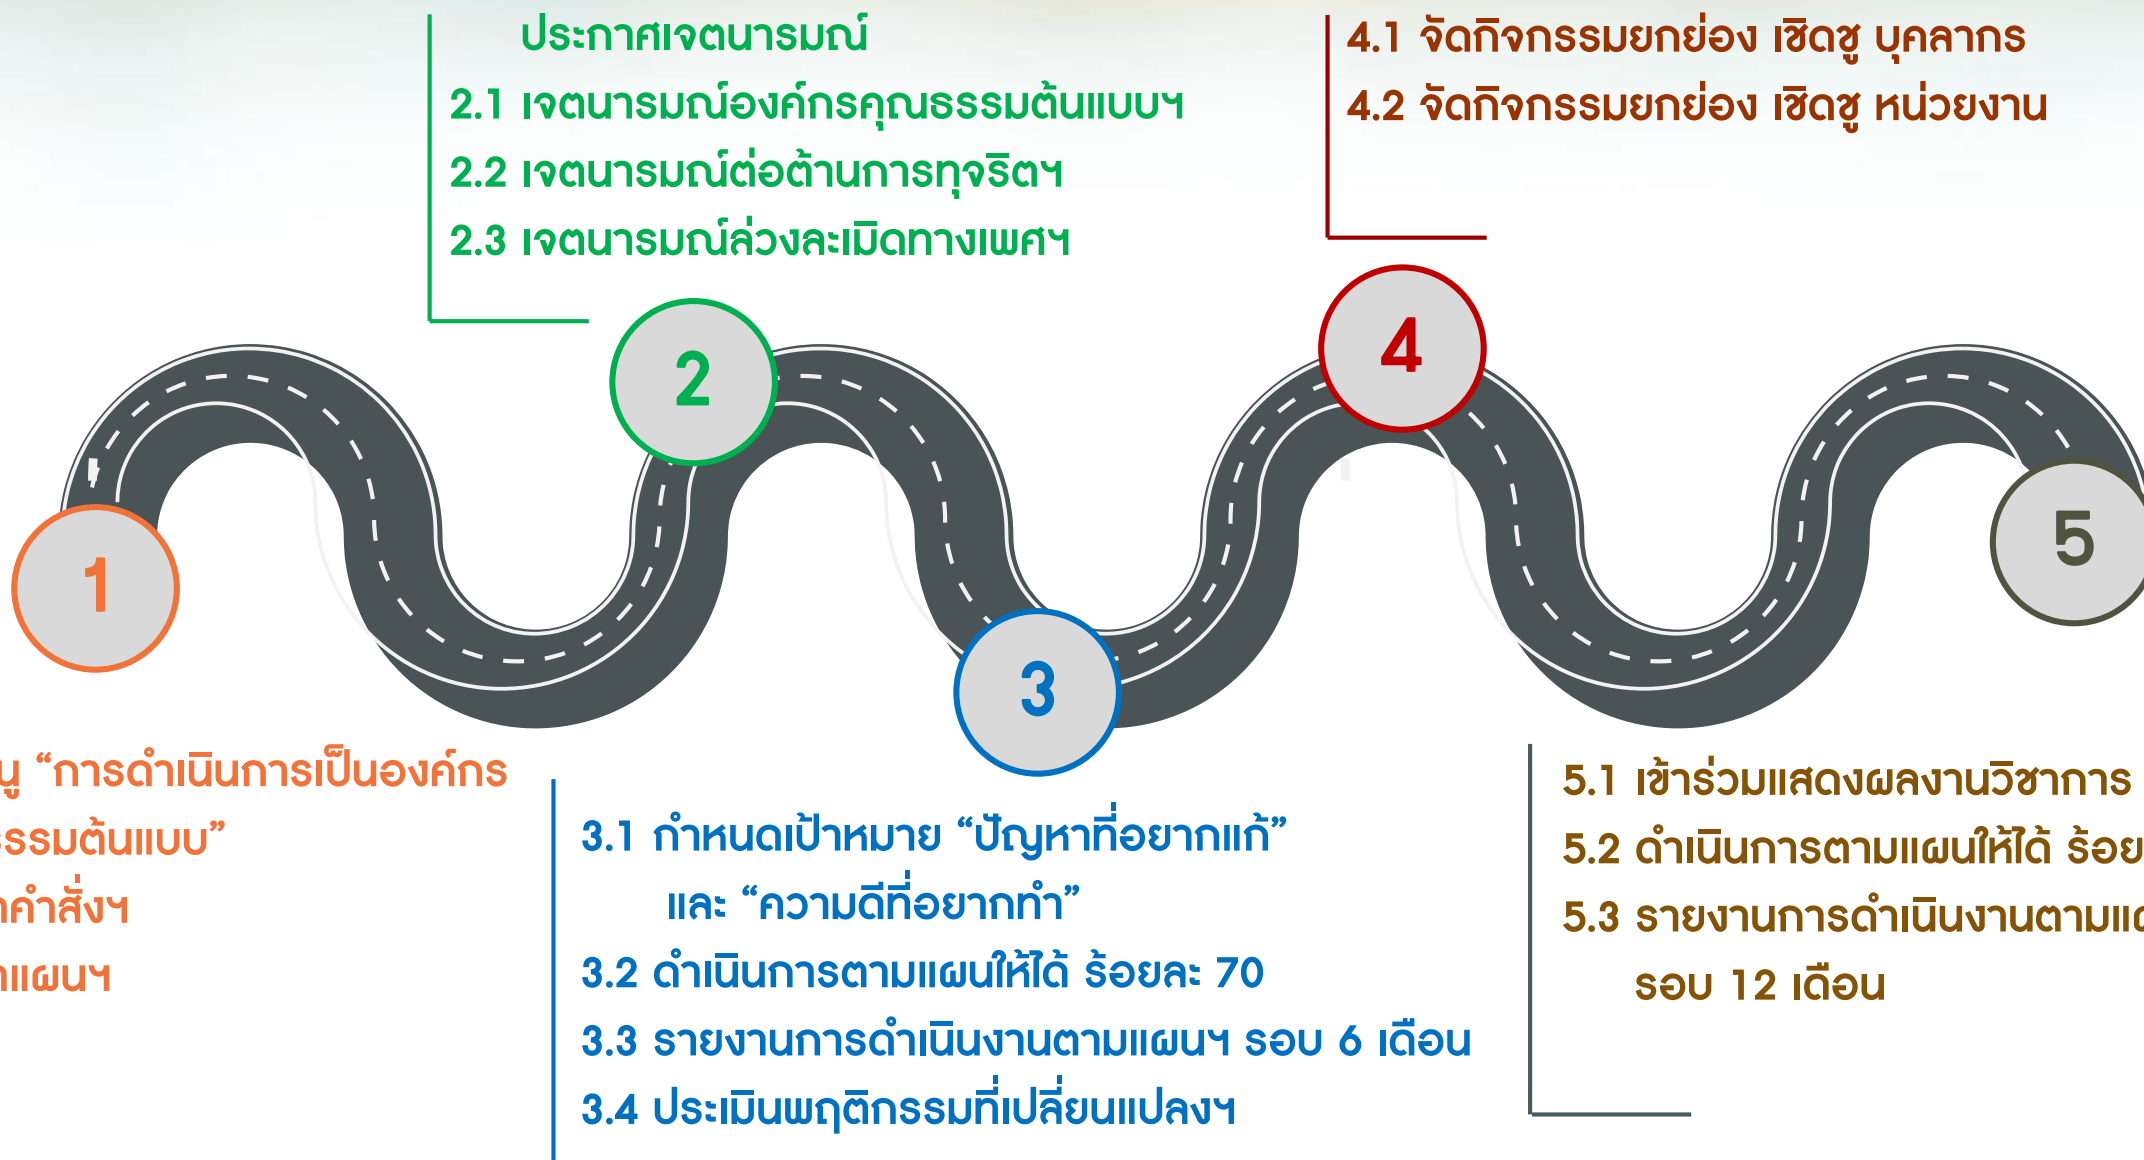 ประกาศเจตนารมณ์
2.1 เจตนารมณ์องค์กรคุณธรรมต้นแบบฯ
2.2 เจตนารมณ์ต่อต้านการทุจริตฯ
2.3 เจตนารมณ์ล่วงละเมิดทางเพศฯ
4.1 จัดกิจกรรมยกย่อง เชิดชู บุคลากร
4.2 จัดกิจกรรมยกย่อง เชิดชู หน่วยงาน
1
2
3
4
5
“การดำเนินการเป็นองค์กร
ธรรมต้นแบบ”
คำสั่งฯ
แผนฯ
3.1 กำหนดเป้าหมาย “ปัญหาที่อยากแก้”
และ “ความดีที่อยากทำ”
3.2 ดำเนินการตามแผนให้ได้ ร้อยละ 70
3.3 รายงานการดำเนินงานตามแผนฯ รอบ 6 เดือน
3.4 ประเมินพฤติกรรมที่เปลี่ยนแปลงฯ
5.1 เข้าร่วมแสดงผลงานวิชาการ
5.2 ดำเนินการตามแผนให้ได้ ร้อย
5.3 รายงานการดำเนินงานตามแผ
รอบ 12 เดือน